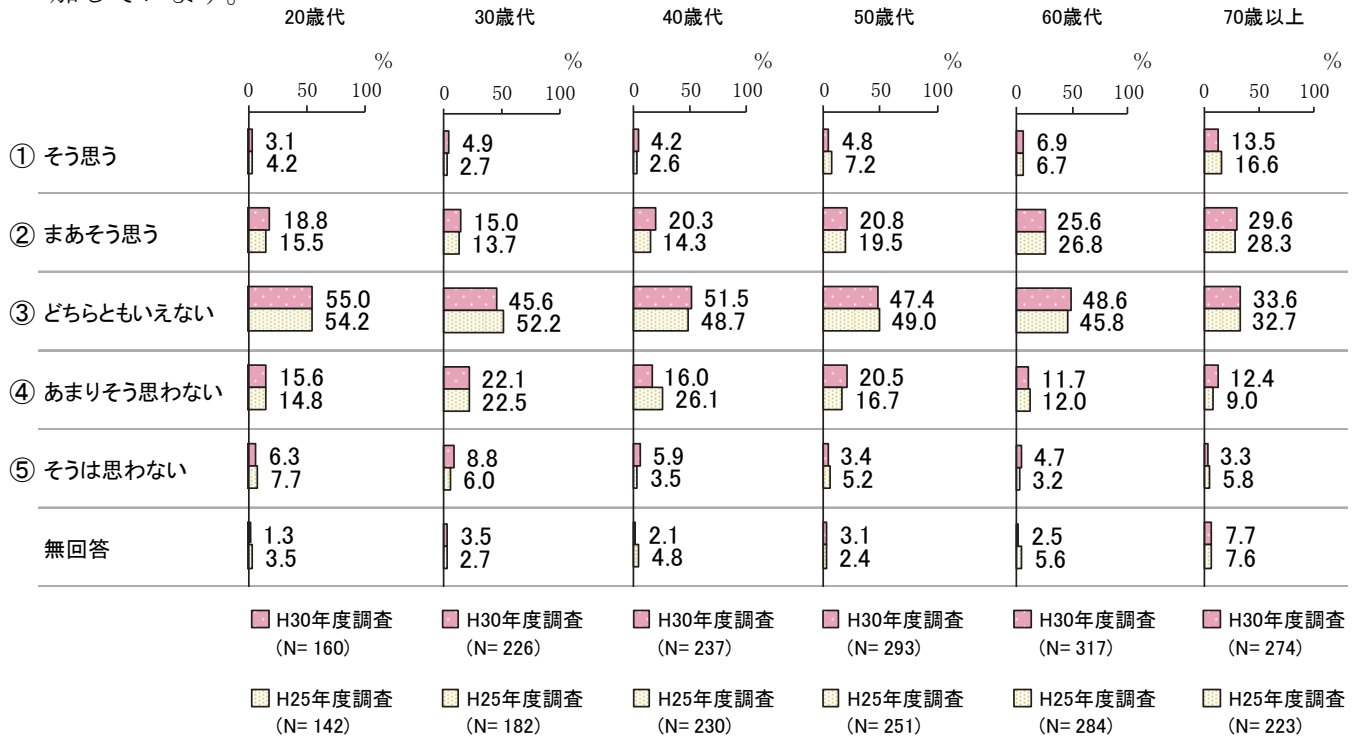 加しています。
20歳代 30歳代 40歳代 50歳代 60歳代 70歳以上
% % % % % %
0 50 100 0 50 100 0 50 100 0 50 100 0 50 100 0 50 100
① そう思う 3.1 4.9 4.2 4.8 6.9 13.5
4.2 2.7 2.6 7.2 6.7 16.6
② まあそう思う 18.8 15.0 20.3 20.8 25.6 29.6
15.5 13.7 14.3 19.5 26.8 28.3
③ どちらともいえない 55.0 45.6 51.5 47.4 48.6 33.6
54.2 52.2 48.7 49.0 45.8 32.7
④ あまりそう思わない 15.6 22.1 16.0 20.5 11.7 12.4
14.8 22.5 26.1 16.7 12.0 9.0
⑤ そうは思わない 6.3 8.8 5.9 3.4 4.7 3.3
7.7 6.0 3.5 5.2 3.2 5.8
無回答 1.3 3.5 2.1 3.1 2.5 7.7
3.5 2.7 4.8 2.4 5.6 7.6
H30年度調査 H30年度調査 H30年度調査 H30年度調査 H30年度調査 H30年度調査
(N= 160) (N= 226) (N= 237) (N= 293) (N= 317) (N= 274)
H25年度調査 H25年度調査 H25年度調査 H25年度調査 H25年度調査 H25年度調査
(N= 142) (N= 182) (N= 230) (N= 251) (N= 284) (N= 223)